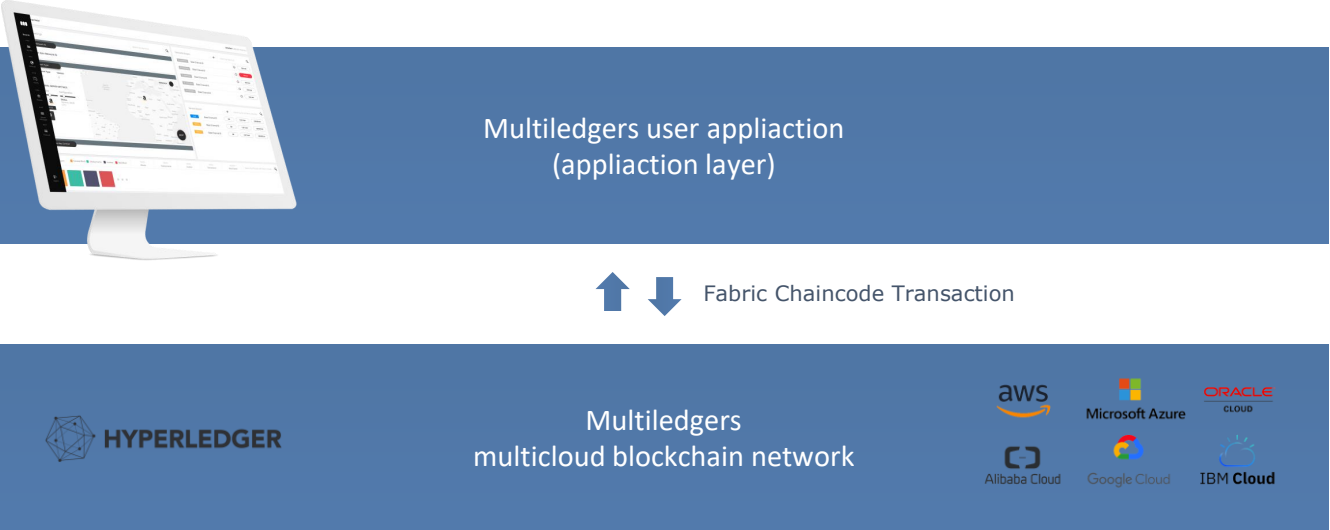 Multiledgers user appliaction
(appliaction layer)
Fabric Chaincode Transaction
HYPERLEDGER
Multiledgers
multicloud blockchain network
aws
Microsoft Azure
ORACLE
CLOUD
Alibaba Cloud
Google Cloud
IBM Cloud